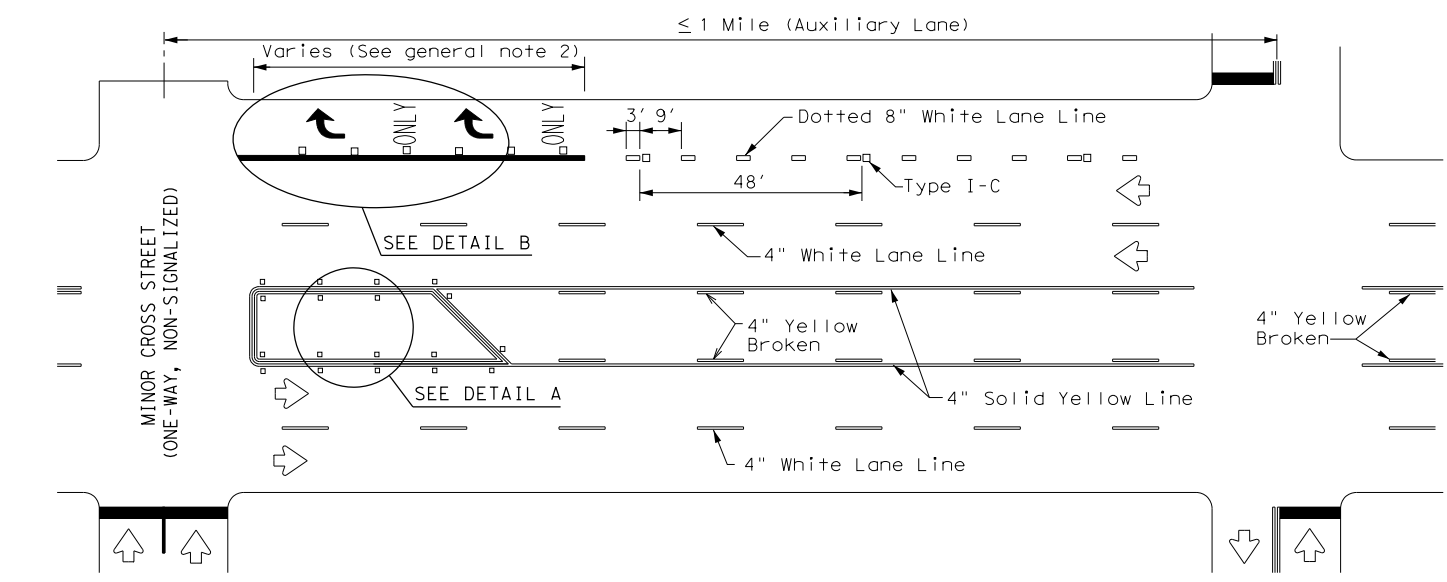 ≤ 1 Mile (Auxiliary Lane)
Varies (See general note 2)
ONLY
ONLY
3' 9'
Dotted 8" White Lane Line
48'
Type I-C
SEE DETAIL B
4" White Lane Line
MINOR CROSS STREET
(ONE-WAY, NON-SIGNALIZED)
4" Yellow
Broken
4" Yellow
Broken
SEE DETAIL A
4" Solid Yellow Line
4" White Lane Line